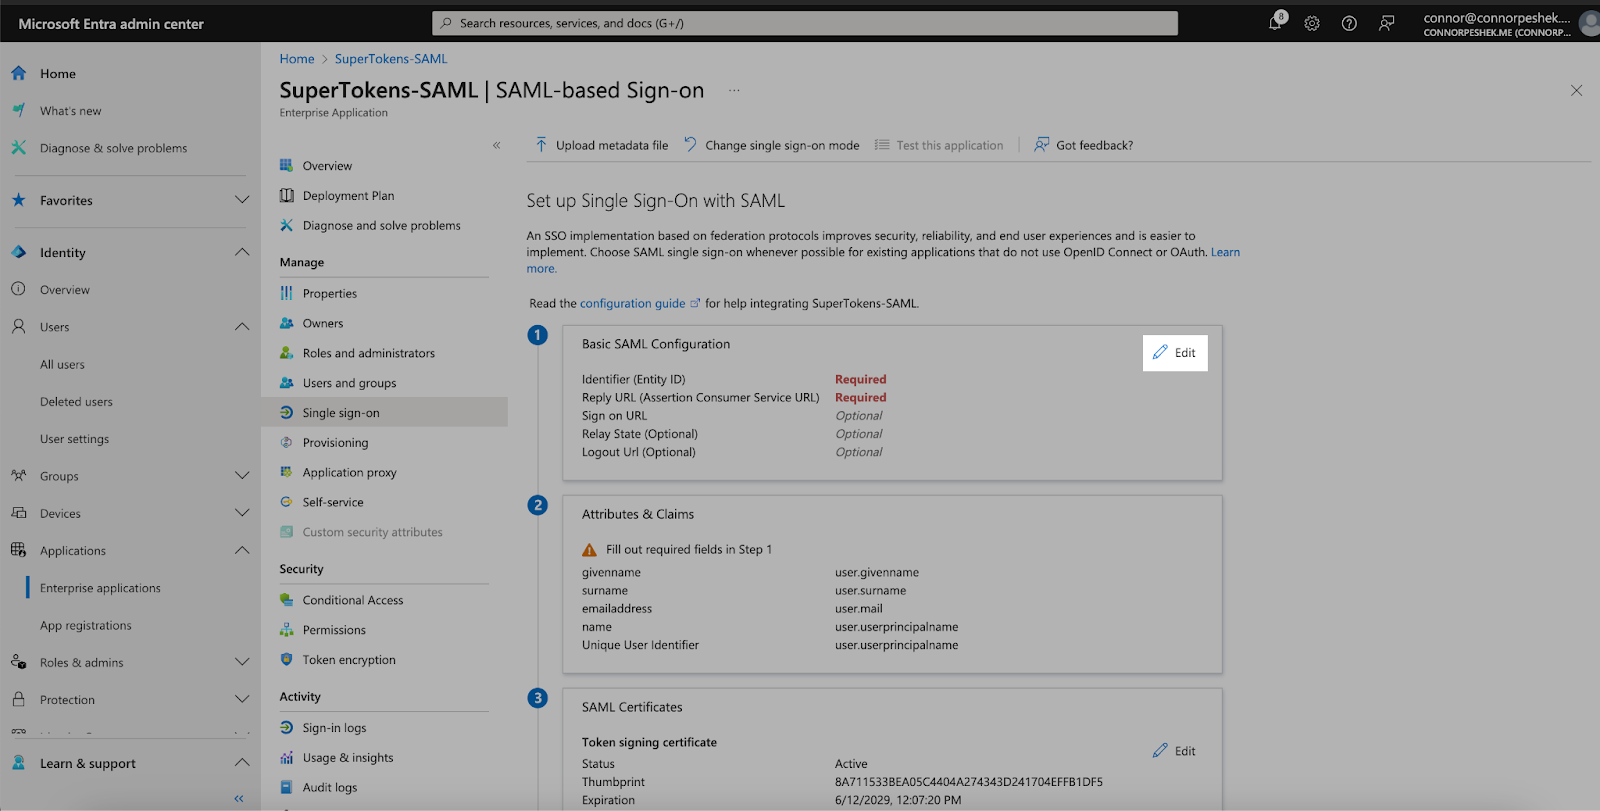 Microsoft Entra admin center
Search resources, services, and docs (G+/)
8
connor@connorpeshek....
CONNORPESHEK.ME (CONNORP...
Home
What's new
Diagnose & solve problems
Favorites
Identity
Overview
Users
All users
Deleted users
User settings
Groups
Devices
Applications
Enterprise applications
App registrations
Roles & admins
Protection
Learn & support
«
Home > SuperTokens-SAML
SuperTokens-SAML | SAML-based Sign-on ...
Enterprise Application
«
Overview
Deployment Plan
Diagnose and solve problems
Manage
Properties
Owners
Roles and administrators
Users and groups
Single sign-on
Provisioning
Application proxy
Self-service
Custom security attributes
Security
Conditional Access
Permissions
Token encryption
Activity
Sign-in logs
Usage & insights
Audit logs
Upload metadata file Change single sign-on mode Test this application Got feedback?
Set up Single Sign-On with SAML
An SSO implementation based on federation protocols improves security, reliability, and end user experiences and is easier to
implement. Choose SAML single sign-on whenever possible for existing applications that do not use OpenID Connect or OAuth. Learn
more.
Read the configuration guide for help integrating SuperTokens-SAML.
1
Basic SAML Configuration
Edit
Identifier (Entity ID) Required
Reply URL (Assertion Consumer Service URL) Required
Sign on URL Optional
Relay State (Optional) Optional
Logout Url (Optional) Optional
2
Attributes & Claims
Fill out required fields in Step 1
givenname user.givenname
surname user.surname
emailaddress user.mail
name user.userprincipalname
Unique User Identifier user.userprincipalname
3
SAML Certificates
Token signing certificate
Edit
Status Active
Thumbprint 8A711533BEA05C4404A274343D241704EFFB1DF5
Expiration 6/12/2029, 12:07:20 PM